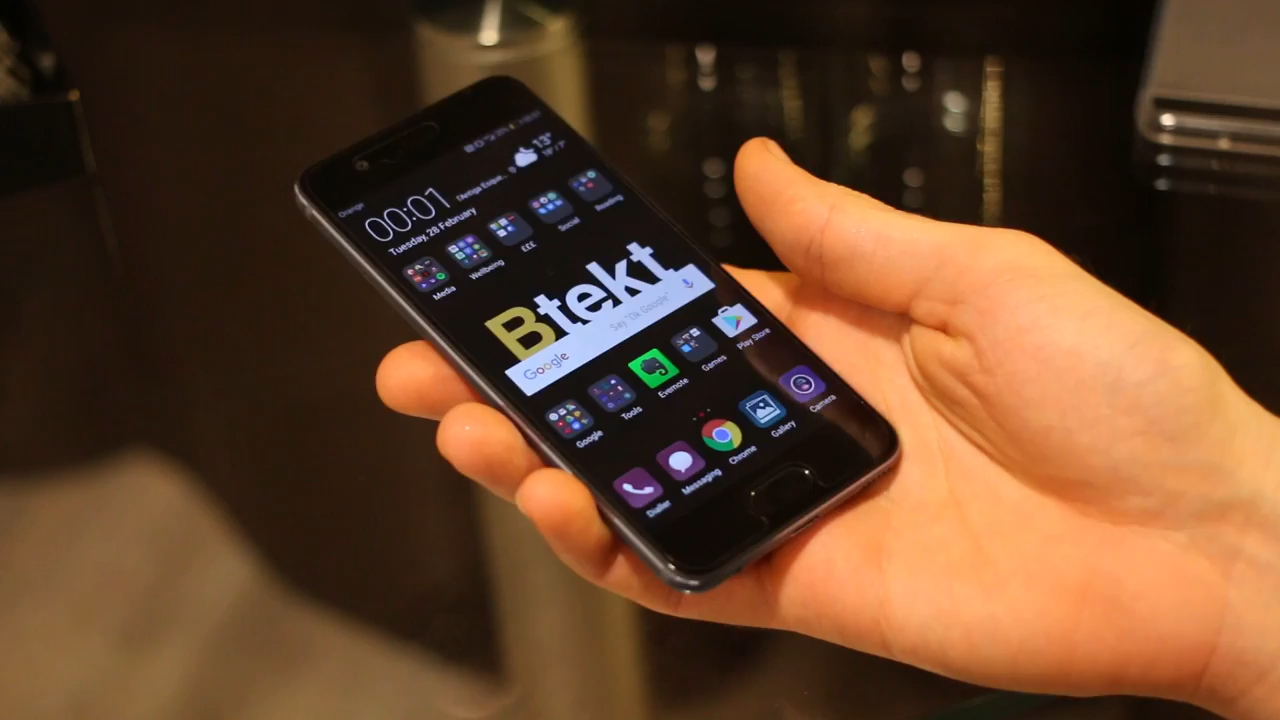 Orange
00:01
Tuesday, 28 February
13°
Media
Wellbeing
£££
Social
Reading
Btekt
Google
Say "Ok Google"
Google
Tools
Evernote
Games
Play Store
Dialler
Messaging
Chrome
Gallery
Camera